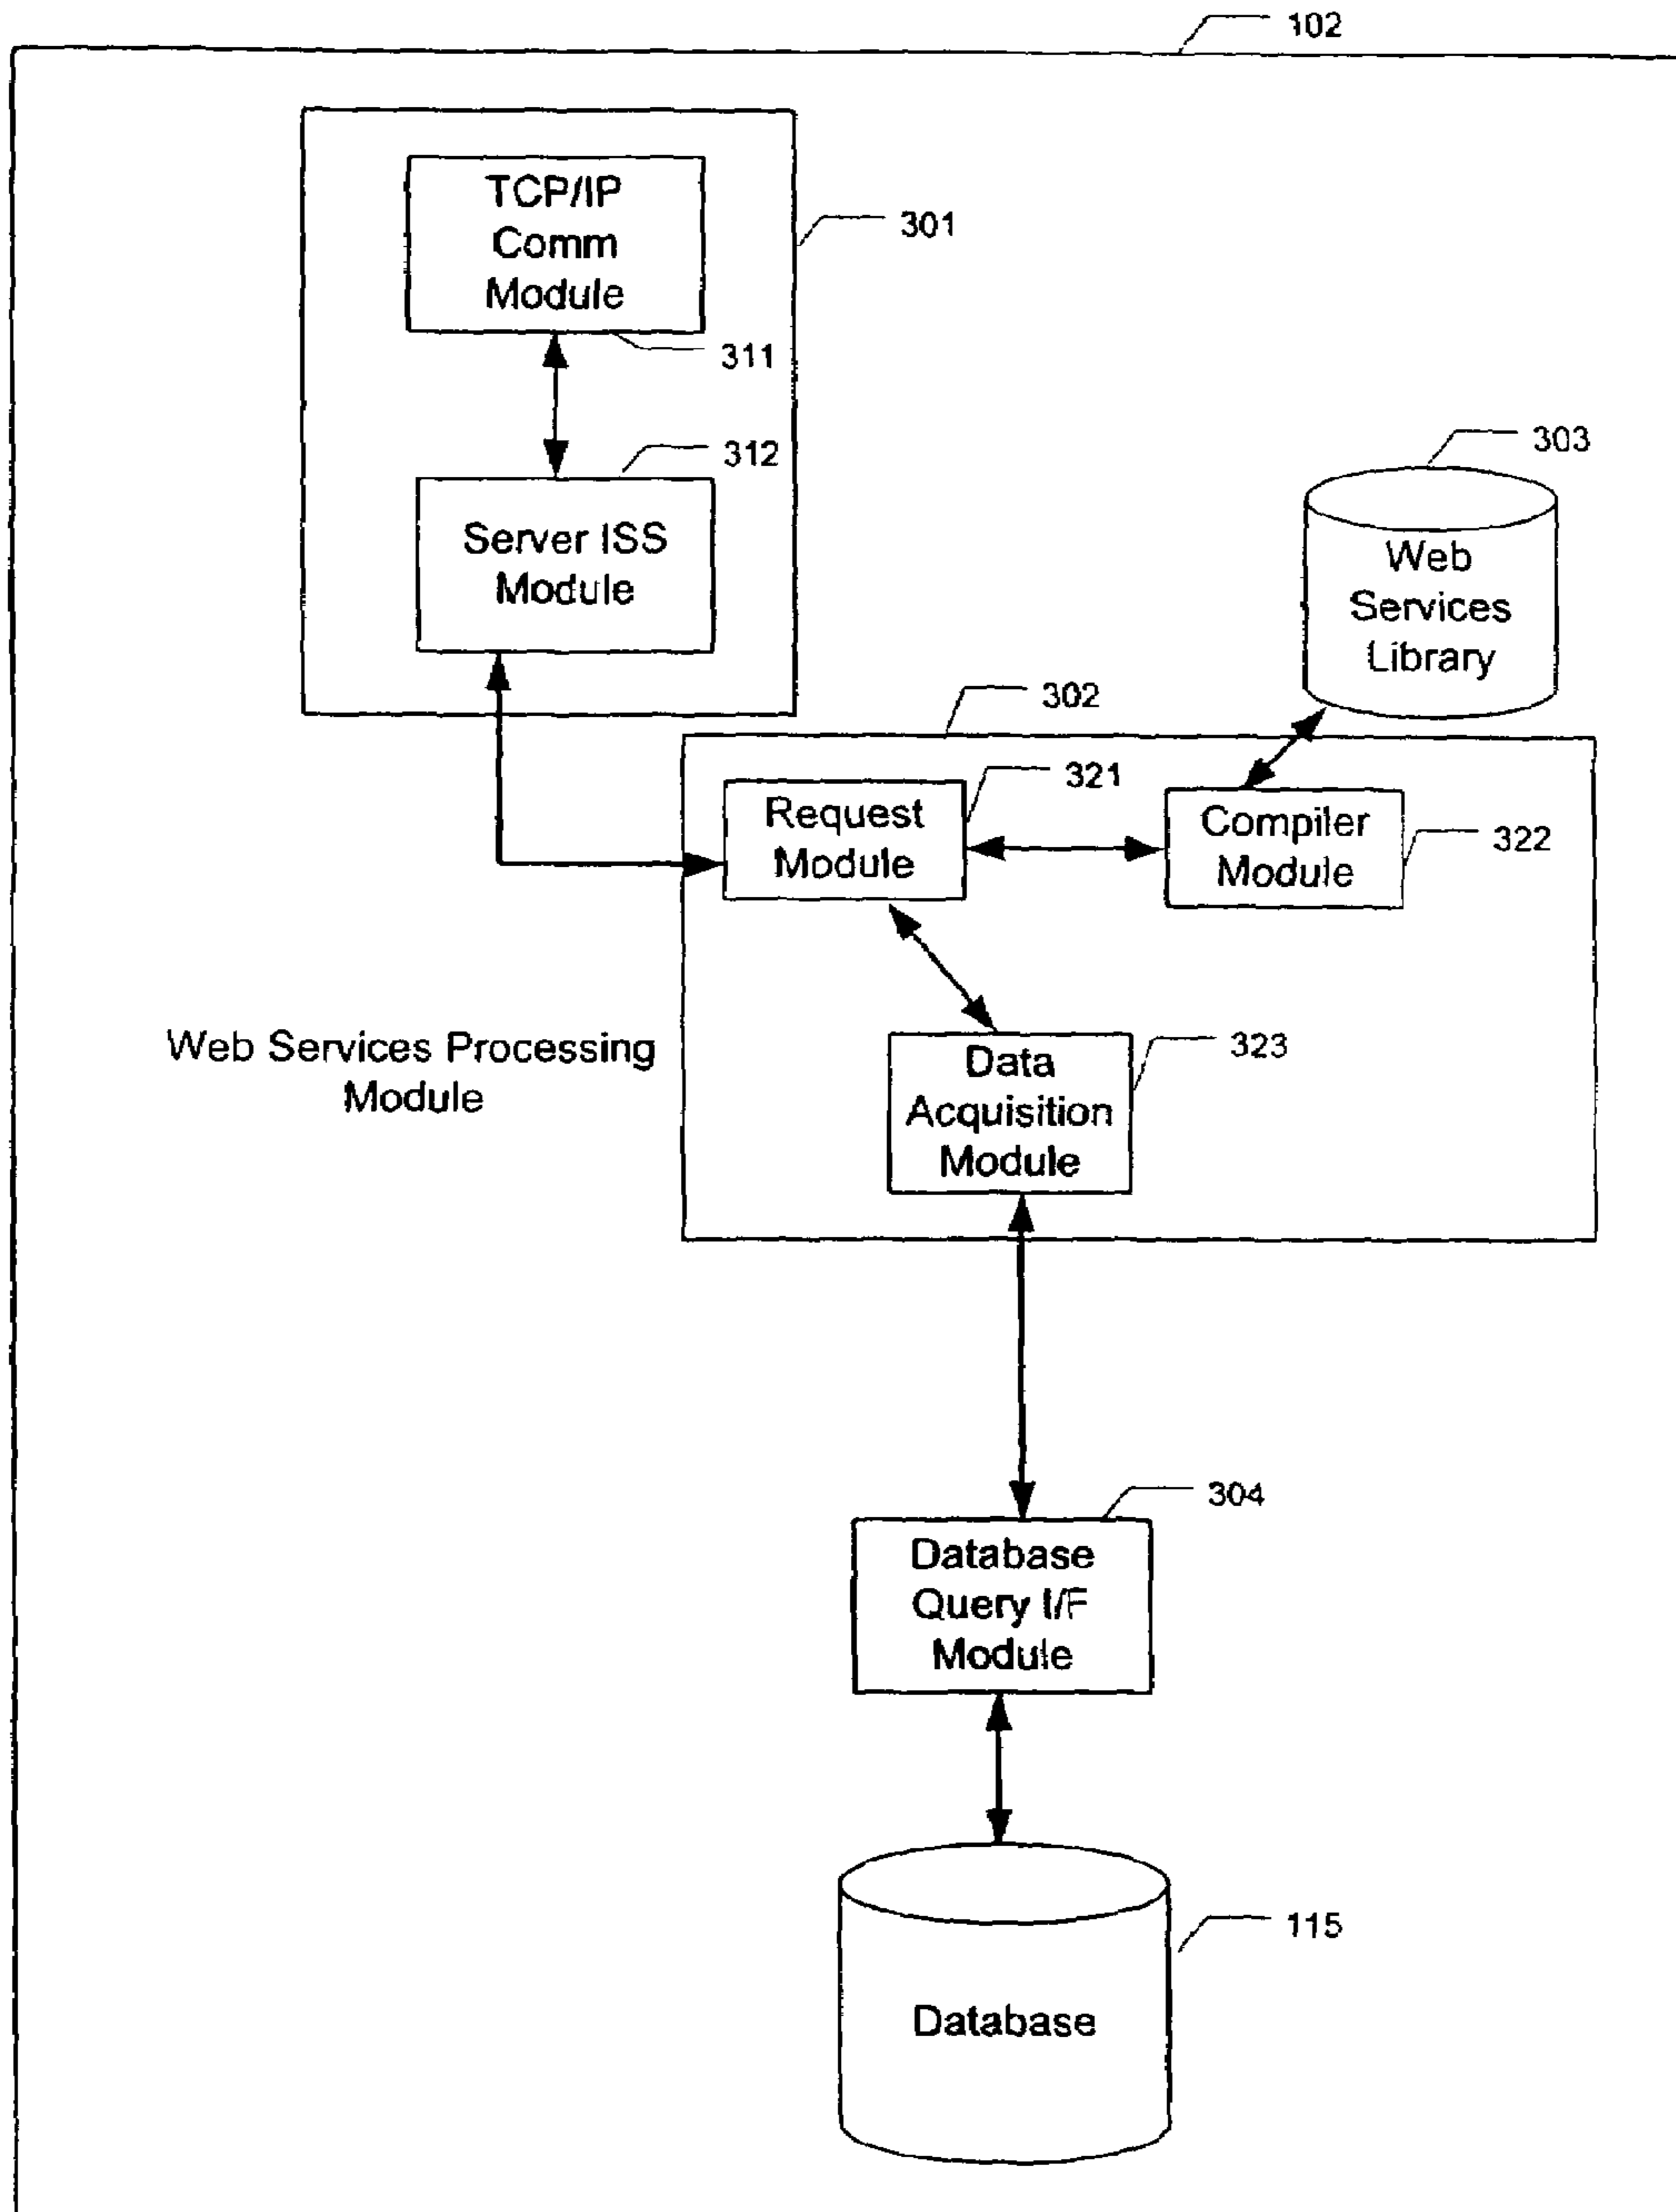 102
TCP/IP
Comm
Module
301
311
312
Server ISS
Module
303
Web
Services
Library
302
321
Request
Module
Compiler
Module
322
Web Services Processing
Module
323
Data
Acquisition
Module
304
Database
Query I/F
Module
115
Database